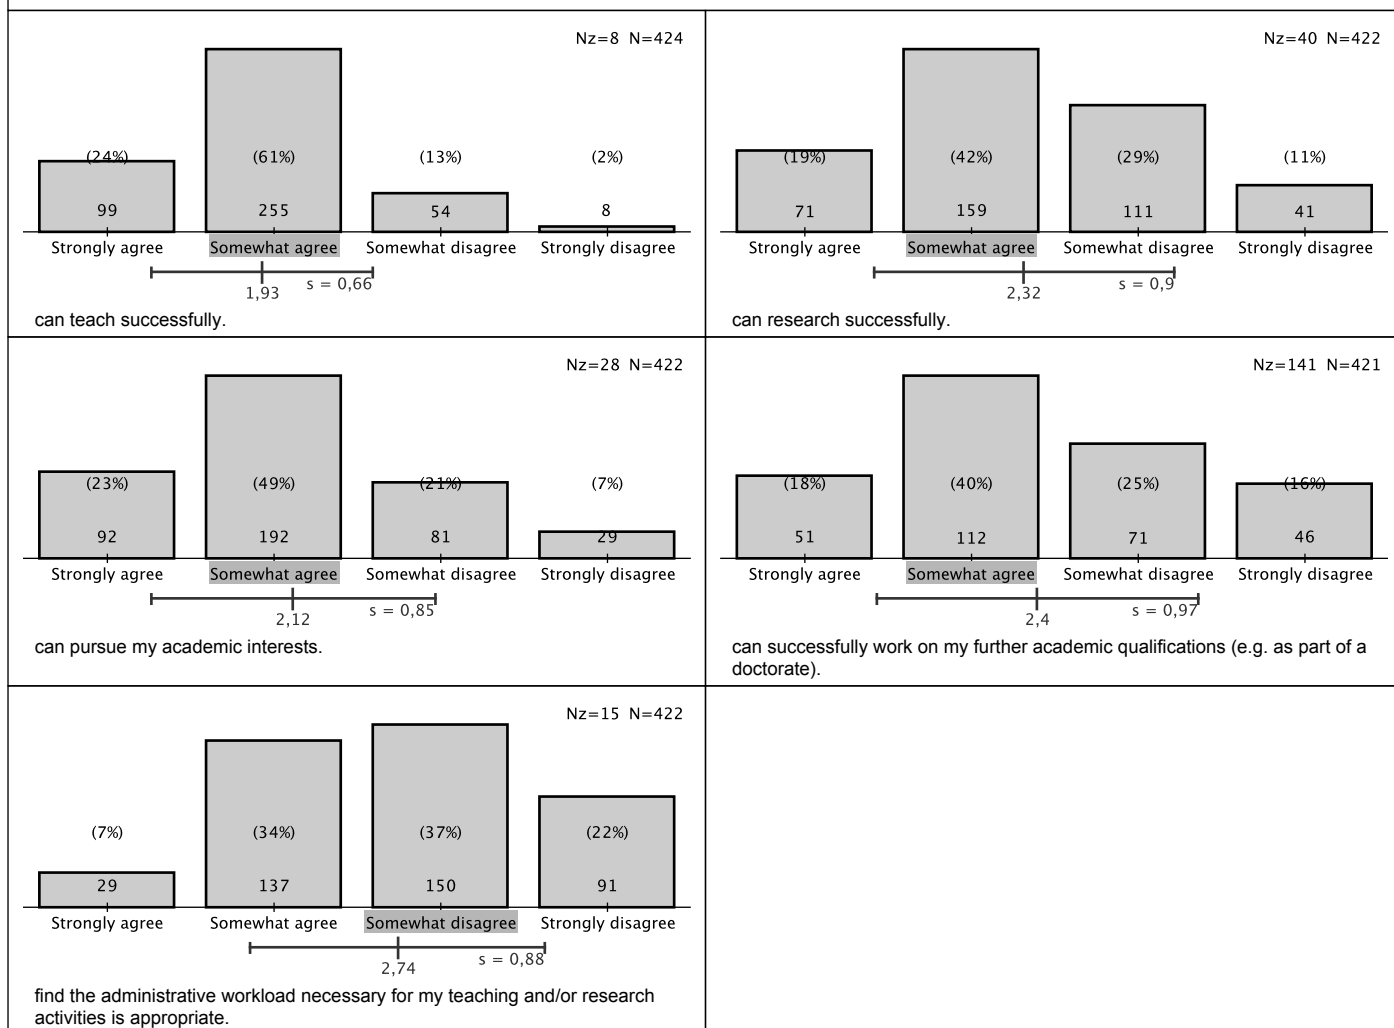 Nz=8 N=424
(24%) (61%) (13%) (2%)
99 255 54 8
Strongly agree Somewhat agree Somewhat disagree Strongly disagree
s = 0,66
1,93
can teach successfully.
Nz=40 N=422
(19%) (42%) (29%) (11%)
71 159 111 41
Strongly agree Somewhat agree Somewhat disagree Strongly disagree
s = 0,9
2,32
can research successfully.
Nz=28 N=422
(23%) (49%) (21%) (7%)
92 192 81 29
Strongly agree Somewhat agree Somewhat disagree Strongly disagree
s = 0,85
2,12
can pursue my academic interests.
Nz=141 N=421
(18%) (40%) (25%) (16%)
51 112 71 46
Strongly agree Somewhat agree Somewhat disagree Strongly disagree
s = 0,97
2,4
can successfully work on my further academic qualifications (e.g. as part of a
doctorate).
Nz=15 N=422
(7%) (34%) (37%) (22%)
29 137 150 91
Strongly agree Somewhat agree Somewhat disagree Strongly disagree
s = 0,88
2,74
find the administrative workload necessary for my teaching and/or research
activities is appropriate.